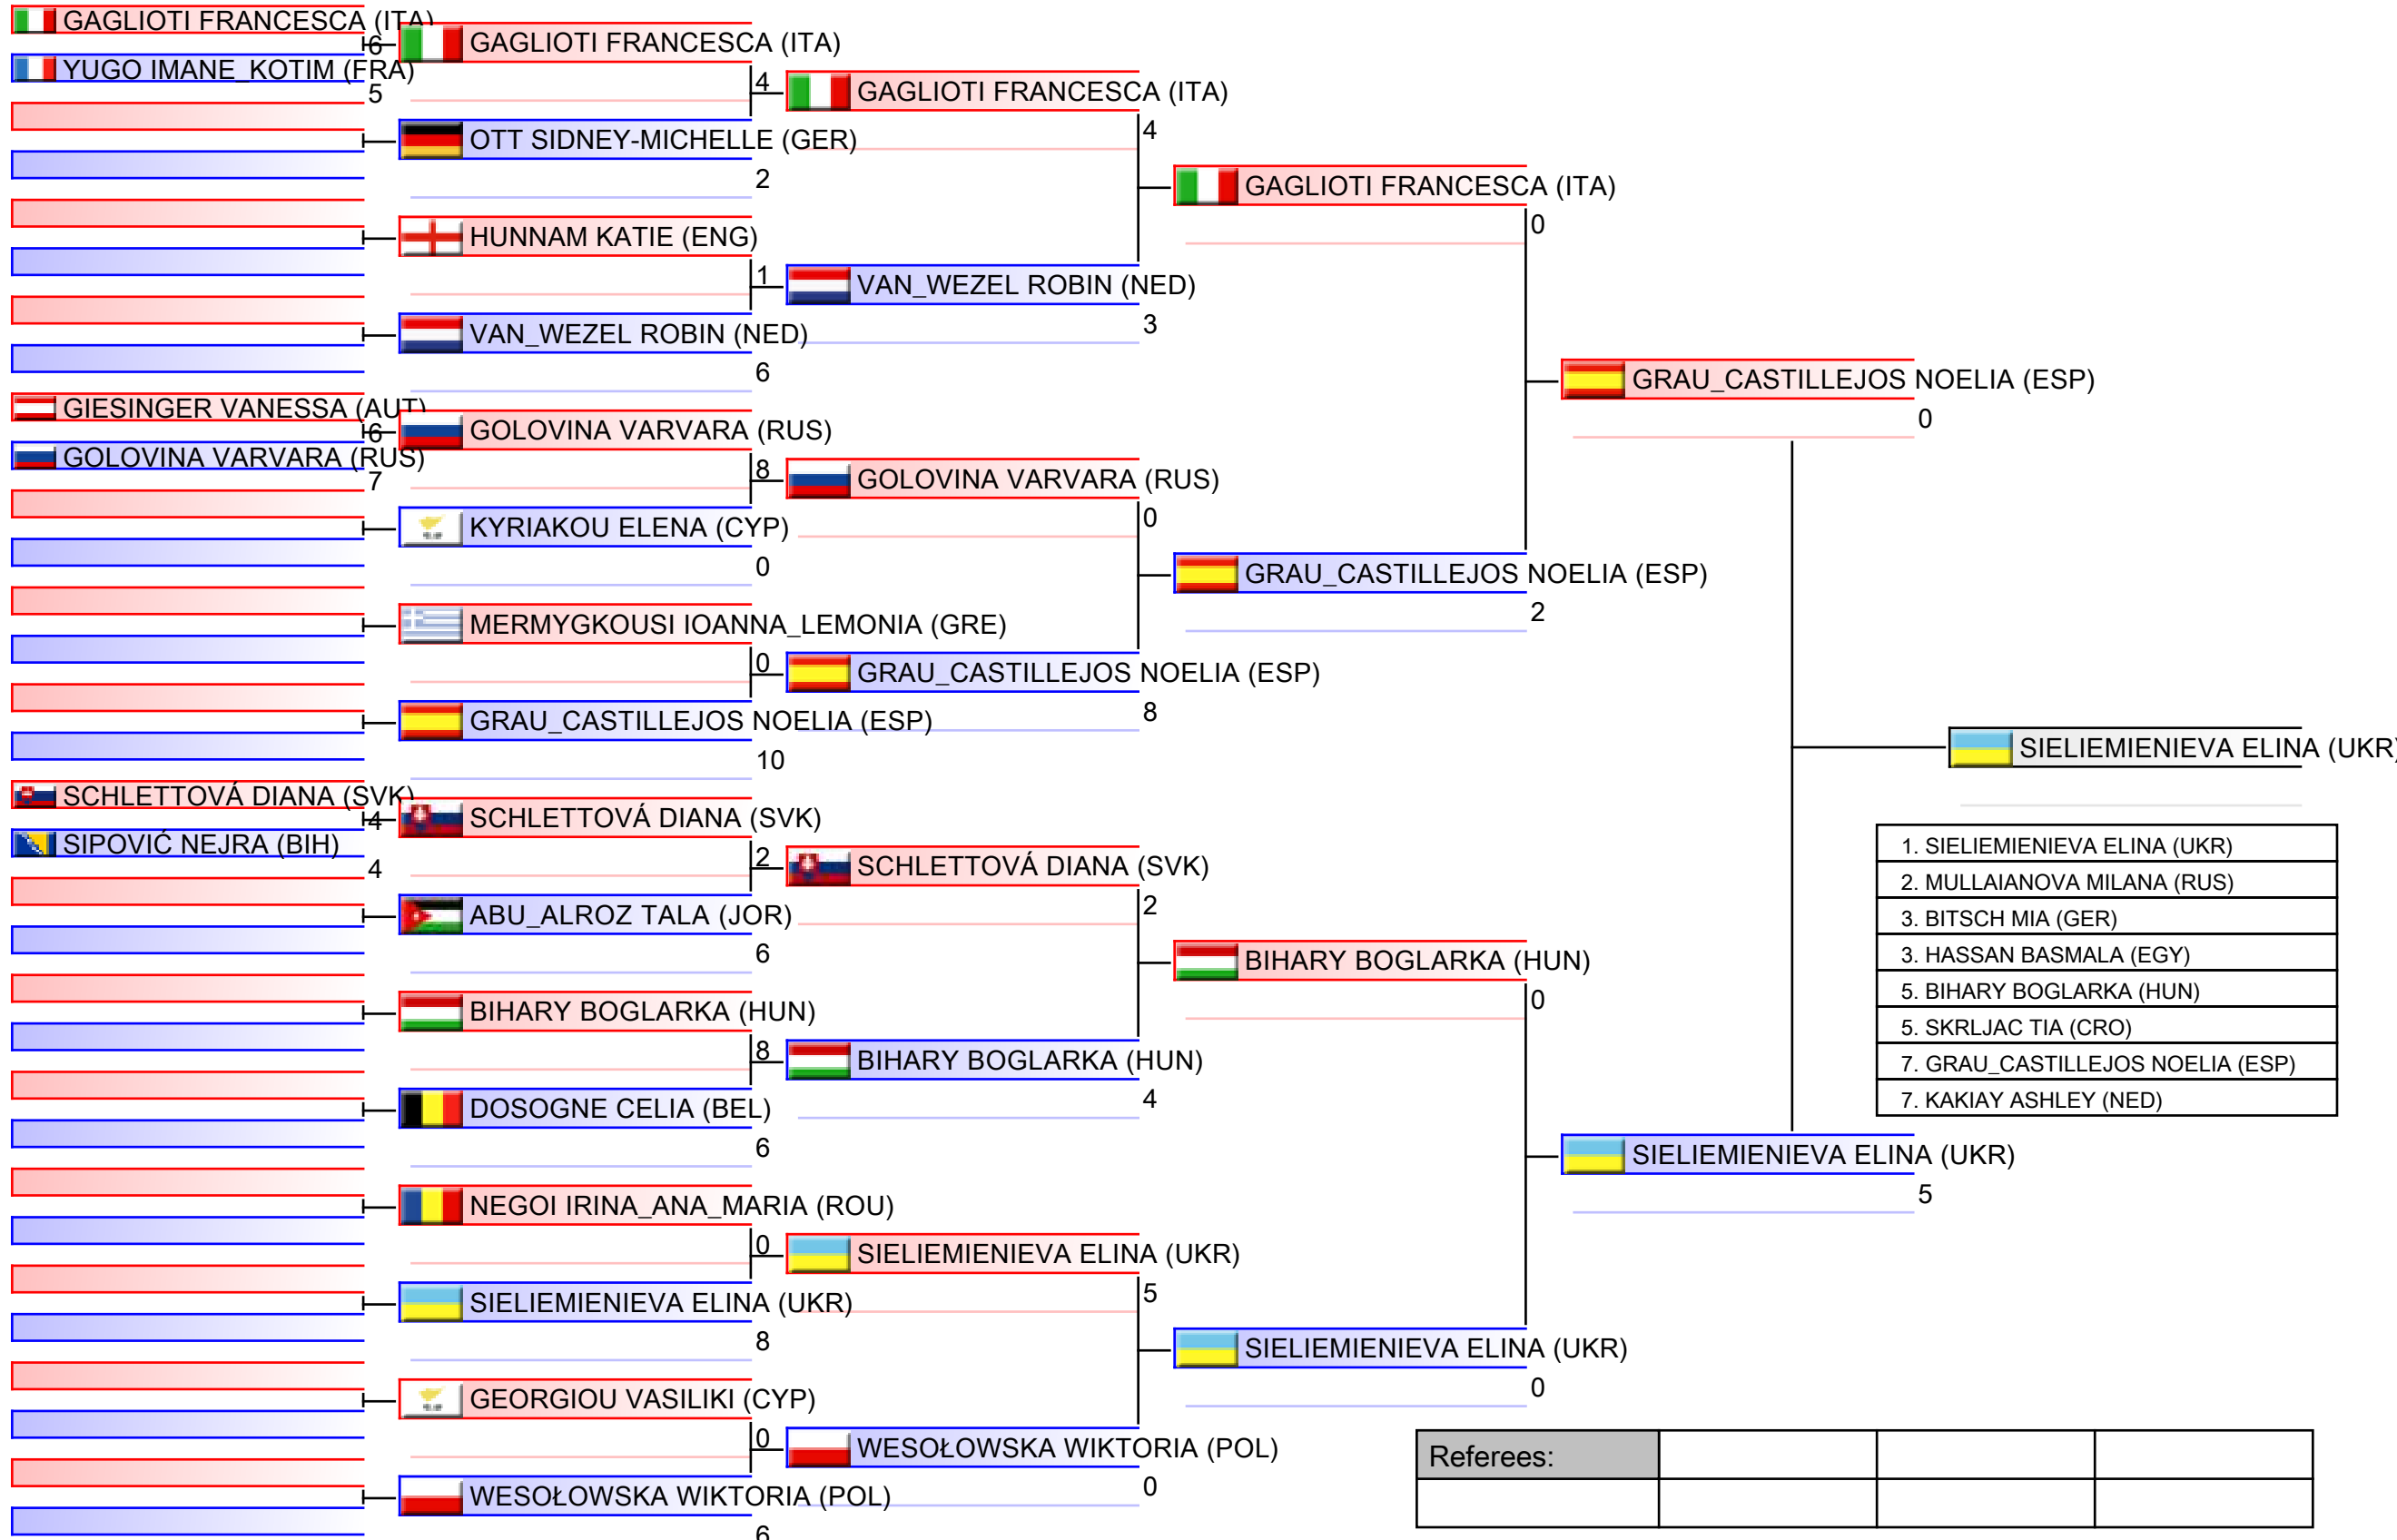 GAGLIOTI FRANCESCA (ITA)
6
YUGO IMANE_KOTIM (FRA)
5
GIESINGER VANESSA (AUT)
6
GOLOVINA VARVARA (RUS)
7
SCHLETTOVÁ DIANA (SVK)
4
SIPOVIĆ NEJRA (BIH)
4
GAGLIOTI FRANCESCA (ITA)
4
OTT SIDNEY-MICHELLE (GER)
2
HUNNAM KATIE (ENG)
1
VAN_WEZEL ROBIN (NED)
6
GOLOVINA VARVARA (RUS)
8
KYRIAKOU ELENA (CYP)
0
MERMYGKOUSI IOANNA_LEMONIA (GRE)
0
GRAU_CASTILLEJOS NOELIA (ESP)
10
SCHLETTOVÁ DIANA (SVK)
2
ABU_ALROZ TALA (JOR)
6
BIHARY BOGLARKA (HUN)
8
DOSOGNE CELIA (BEL)
6
NEGOI IRINA_ANA_MARIA (ROU)
0
SIELIEMIENIEVA ELINA (UKR)
8
GEORGIOU VASILIKI (CYP)
0
WESOŁOWSKA WIKTORIA (POL)
6
GAGLIOTI FRANCESCA (ITA)
4
VAN_WEZEL ROBIN (NED)
3
GOLOVINA VARVARA (RUS)
0
GRAU_CASTILLEJOS NOELIA (ESP)
8
SCHLETTOVÁ DIANA (SVK)
2
BIHARY BOGLARKA (HUN)
4
SIELIEMIENIEVA ELINA (UKR)
5
WESOŁOWSKA WIKTORIA (POL)
0
GAGLIOTI FRANCESCA (ITA)
0
GRAU_CASTILLEJOS NOELIA (ESP)
2
BIHARY BOGLARKA (HUN)
0
SIELIEMIENIEVA ELINA (UKR)
0
GRAU_CASTILLEJOS NOELIA (ESP)
0
SIELIEMIENIEVA ELINA (UKR)
5
SIELIEMIENIEVA ELINA (UKR)
1. SIELIEMIENIEVA ELINA (UKR)
2. MULLAIANOVA MILANA (RUS)
3. BITSCH MIA (GER)
3. HASSAN BASMALA (EGY)
5. BIHARY BOGLARKA (HUN)
5. SKRLJAC TIA (CRO)
7. GRAU_CASTILLEJOS NOELIA (ESP)
7. KAKIAY ASHLEY (NED)
Referees: